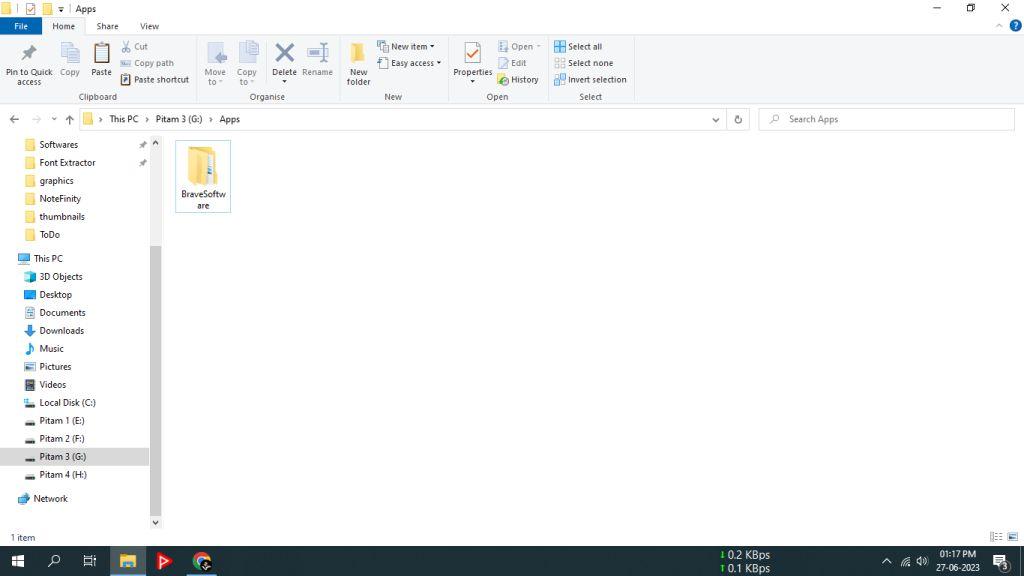 Apps
File Home Share View
Pin to Quick access
Copy
Paste
Cut
Copy path
Paste shortcut
Clipboard
Move to
Copy to
Delete
Rename
Organise
New folder
New item
Easy access
New
Properties
Open
Edit
History
Open
Select all
Select none
Invert selection
Select
This PC > Pitam 3 (G:) > Apps
Search Apps
Softwares
Font Extractor
graphics
NoteFinity
thumbnails
ToDo
This PC
3D Objects
Desktop
Documents
Downloads
Music
Pictures
Videos
Local Disk (C:)
Pitam 1 (E:)
Pitam 2 (F:)
Pitam 3 (G:)
Pitam 4 (H:)
Network
BraveSoftw
are
1 item
↓ 0.2 KBps
↑ 0.1 KBps
01:17 PM
27-06-2023
3